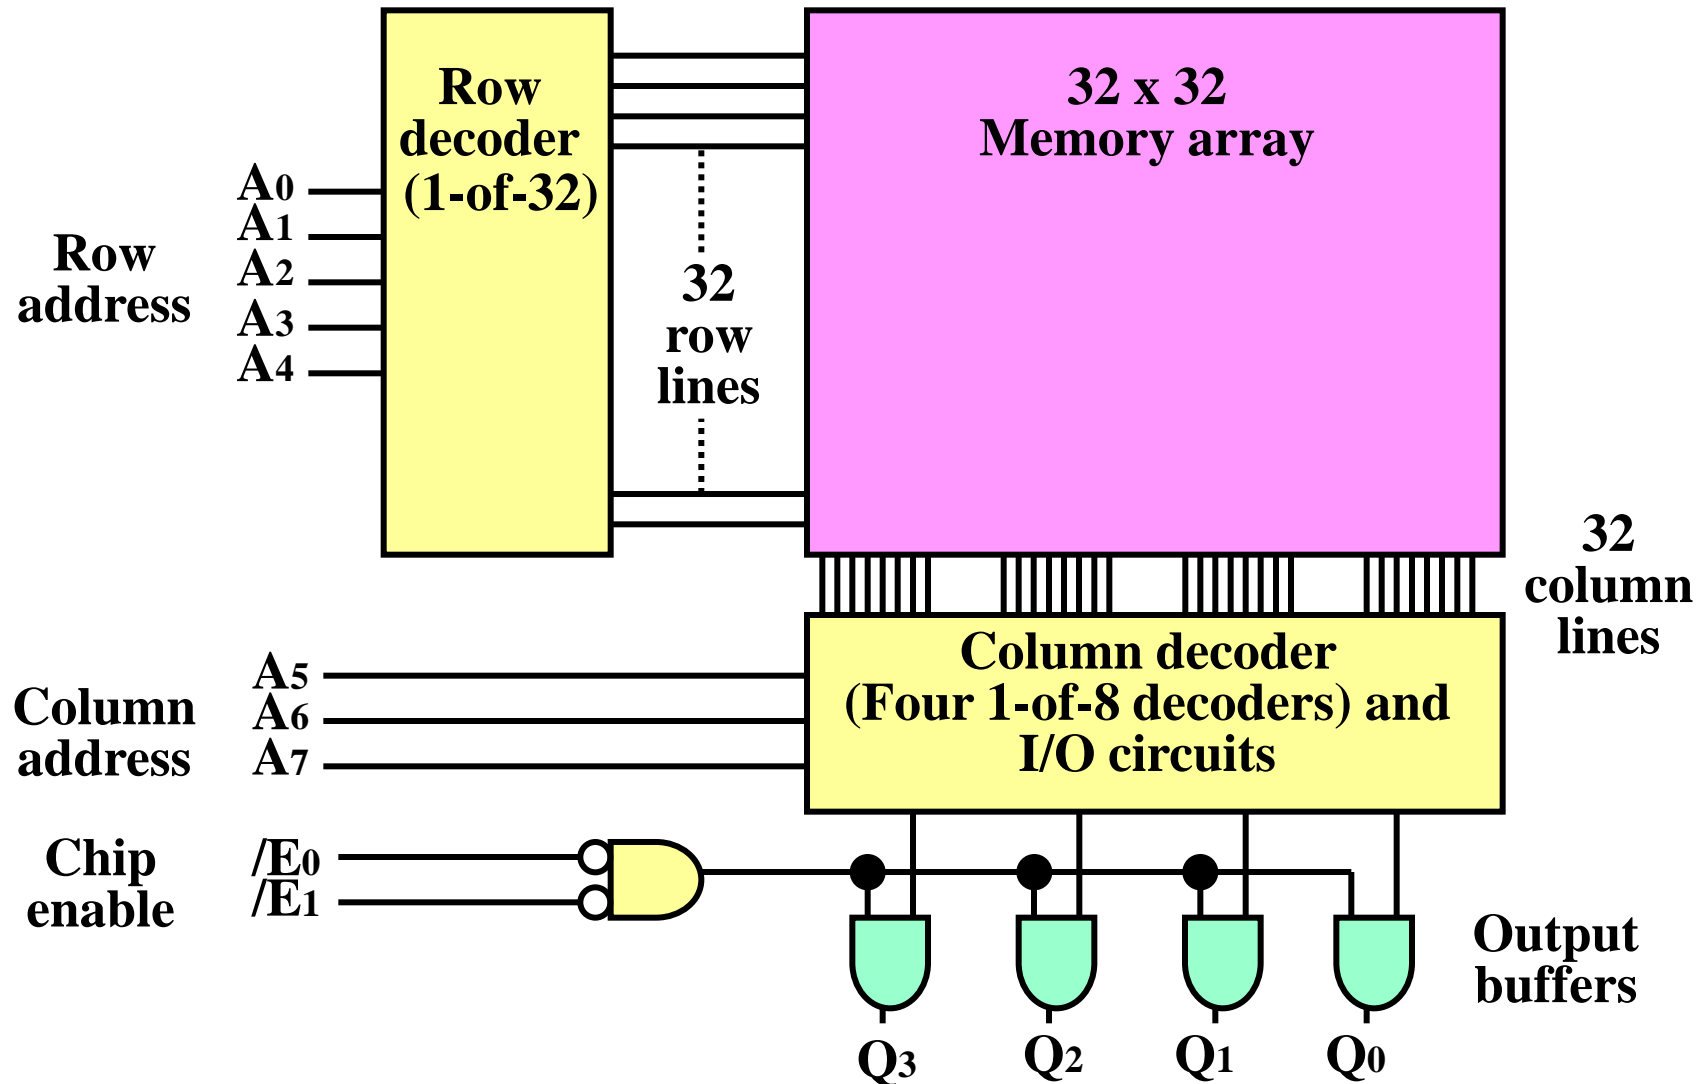 Row
decoder
(1-of-32)
32 x 32
Memory array
Row
address
A0
A1
A2
A3
A4
32
row
lines
32
column
lines
Column
address
A5
A6
A7
Column decoder
(Four 1-of-8 decoders) and
I/O circuits
Chip
enable
/E0
/E1
Output
buffers
Q3
Q2
Q1
Q0